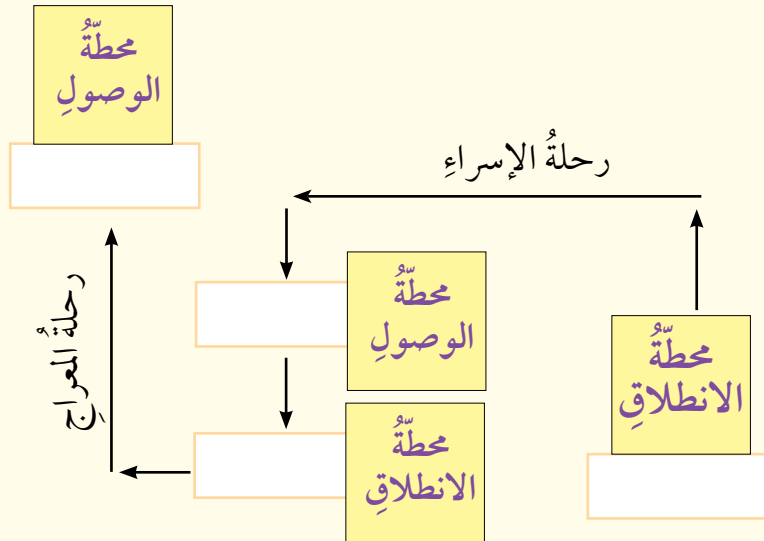 محطّةُ
الوصولِ
رحلةُ الإسراءِ
محطّةُ
الانطلاقِ
محطّةُ
الوصولِ
محطّةُ
الانطلاقِ
رحلةُ المعراجِ